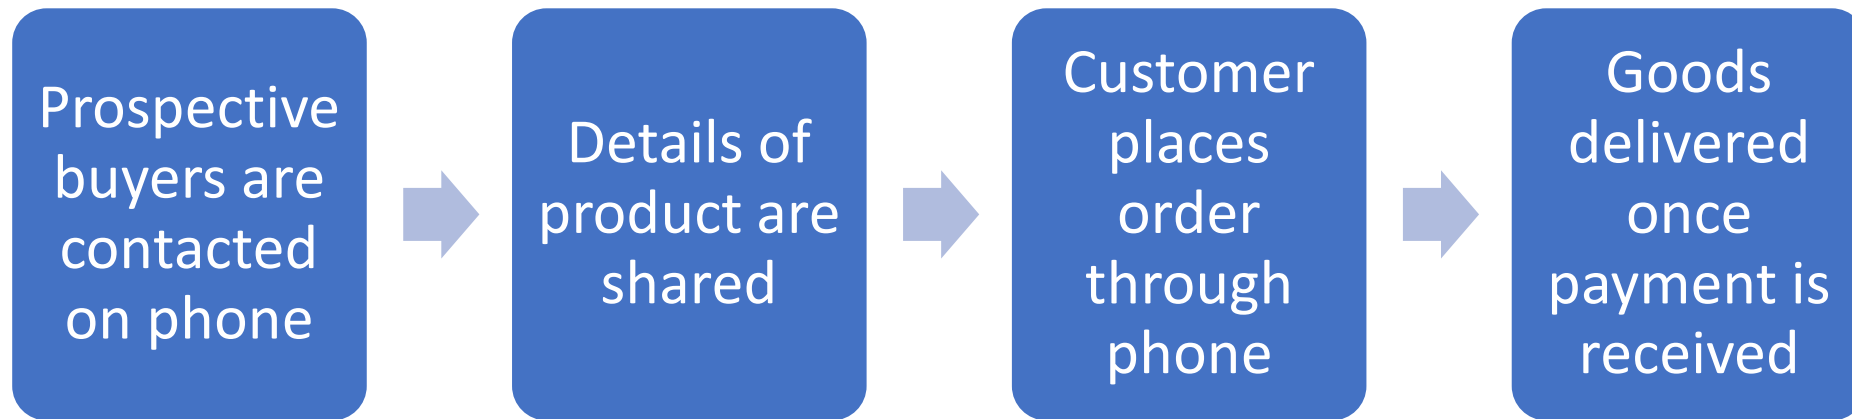 Prospective
buyers are
contacted
on phone
Details of
product are
shared
Customer
places
order
through
phone
Goods
delivered
once
payment is
received